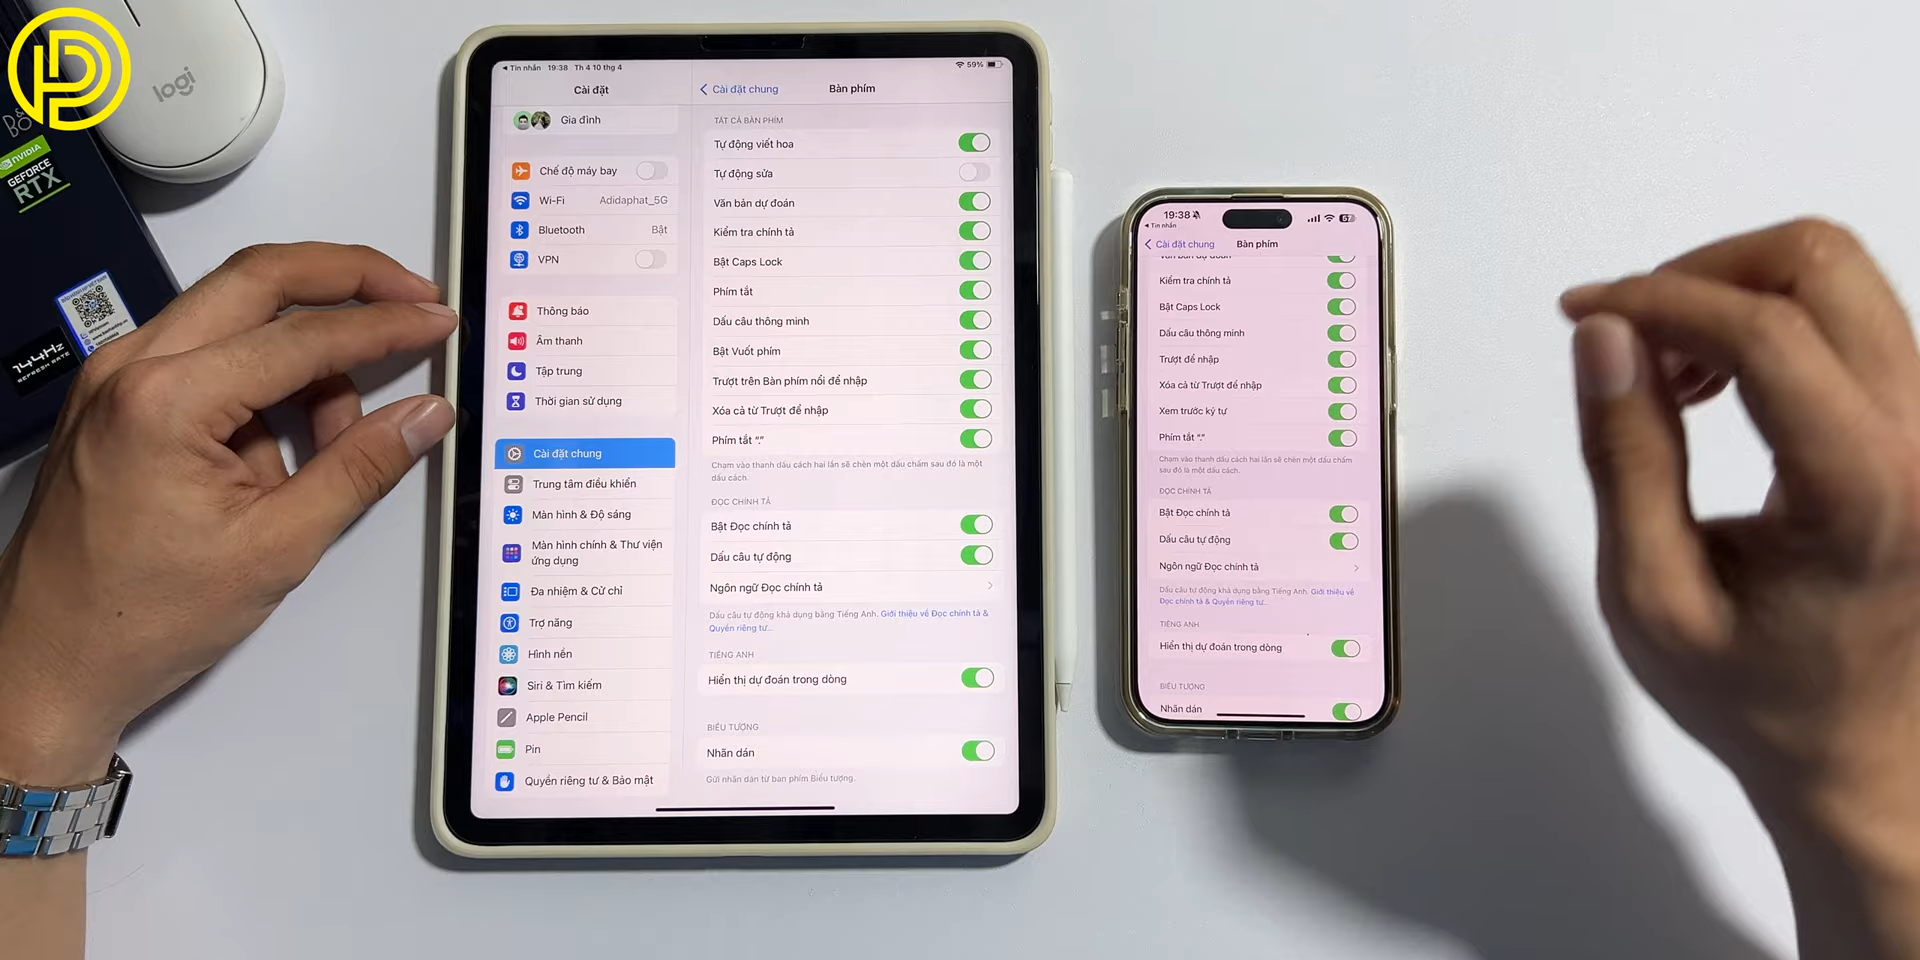 logi
B&O
NVIDIA
GEFORCE
RTX
144Hz
REFRESH RATE
Tin nhắn 19:38 Th 4 10 thg 4
59%
Cài đặt
Gia đình
Chế độ máy bay
Wi-Fi Adidaphat_5G
Bluetooth Bật
VPN
Thông báo
Âm thanh
Tập trung
Thời gian sử dụng
Cài đặt chung
Trung tâm điều khiển
Màn hình & Độ sáng
Màn hình chính & Thư viện
ứng dụng
Đa nhiệm & Cử chỉ
Trợ năng
Hình nền
Siri & Tìm kiếm
Apple Pencil
Pin
Quyền riêng tư & Bảo mật
Cài đặt chung Bàn phím
TẤT CẢ BÀN PHÍM
Tự động viết hoa
Tự động sửa
Văn bản dự đoán
Kiểm tra chính tả
Bật Caps Lock
Phím tắt
Dấu câu thông minh
Bật Vuốt phím
Trượt trên Bàn phím nổi để nhập
Xóa cả từ Trượt để nhập
Phím tắt “.”
Chạm vào thanh dấu cách hai lần sẽ chèn một dấu chấm sau đó là một
dấu cách.
ĐỌC CHÍNH TẢ
Bật Đọc chính tả
Dấu câu tự động
Ngôn ngữ Đọc chính tả
Dấu câu tự động khả dụng bằng Tiếng Anh. Giới thiệu về Đọc chính tả &
Quyền riêng tư...
TIẾNG ANH
Hiển thị dự đoán trong dòng
BIỂU TƯỢNG
Nhãn dán
Gửi nhãn dán từ bàn phím Biểu tượng.
19:38
57
Tin nhắn
Cài đặt chung Bàn phím
Văn bản dự đoán
Kiểm tra chính tả
Bật Caps Lock
Dấu câu thông minh
Trượt để nhập
Xóa cả từ Trượt để nhập
Xem trước ký tự
Phím tắt “.”
Chạm vào thanh dấu cách hai lần sẽ chèn một dấu chấm
sau đó là một dấu cách.
ĐỌC CHÍNH TẢ
Bật Đọc chính tả
Dấu câu tự động
Ngôn ngữ Đọc chính tả
Dấu câu tự động khả dụng bằng Tiếng Anh. Giới thiệu về
Đọc chính tả & Quyền riêng tư...
TIẾNG ANH
Hiển thị dự đoán trong dòng
BIỂU TƯỢNG
Nhãn dán